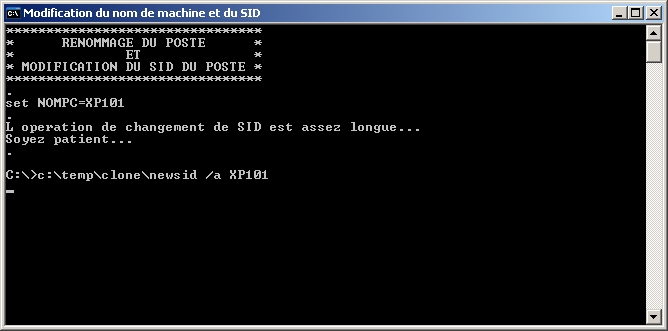 Modification du nom de machine et du SID
********************************
*      RENOMMAGE DU POSTE      *
*              ET              *
* MODIFICATION DU SID DU POSTE *
********************************
.
set NOMPC=XP101
.
L operation de changement de SID est assez longue...
Soyez patient...
.
C:\>c:\temp\clone\newsid /a XP101
_